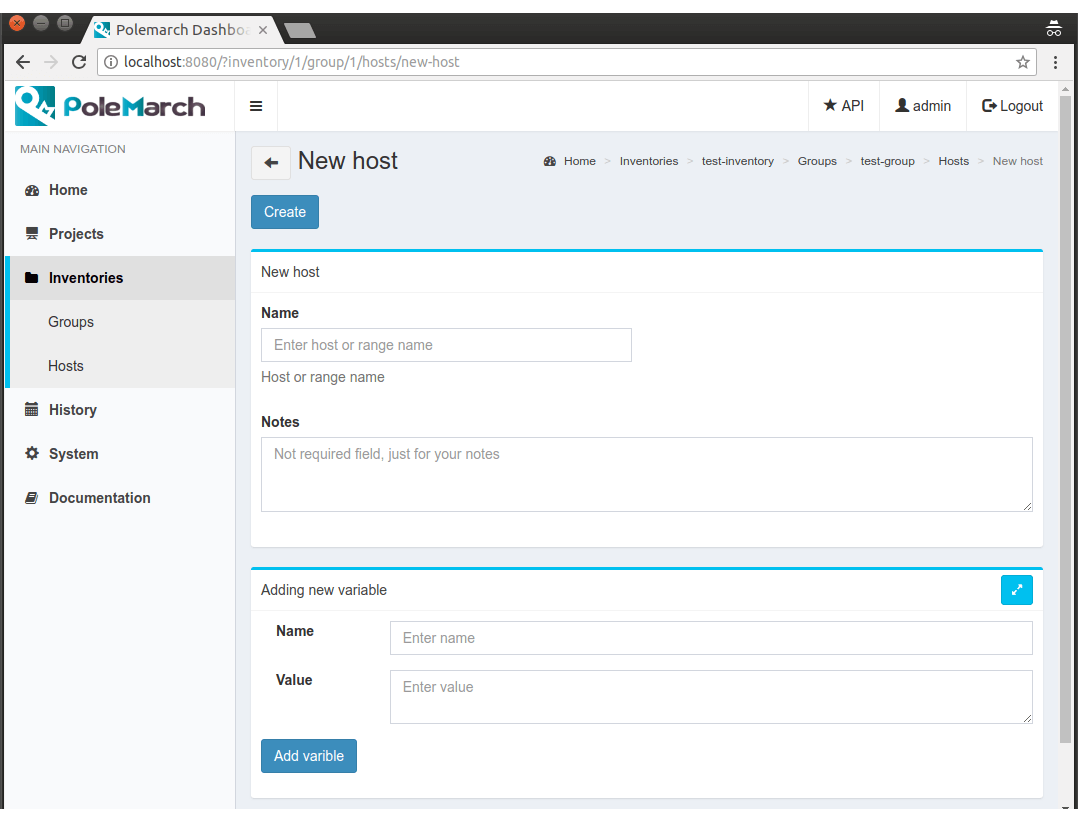 Polemarch Dashbo
localhost:8080/?inventory/1/group/1/hosts/new-host
PoleMarch
API
admin
Logout
MAIN NAVIGATION
Home
Projects
Inventories
Groups
Hosts
History
System
Documentation
New host
Home > Inventories > test-inventory > Groups > test-group > Hosts > New host
Create
New host
Name
Enter host or range name
Host or range name
Notes
Not required field, just for your notes
Adding new variable
Name
Enter name
Value
Enter value
Add varible